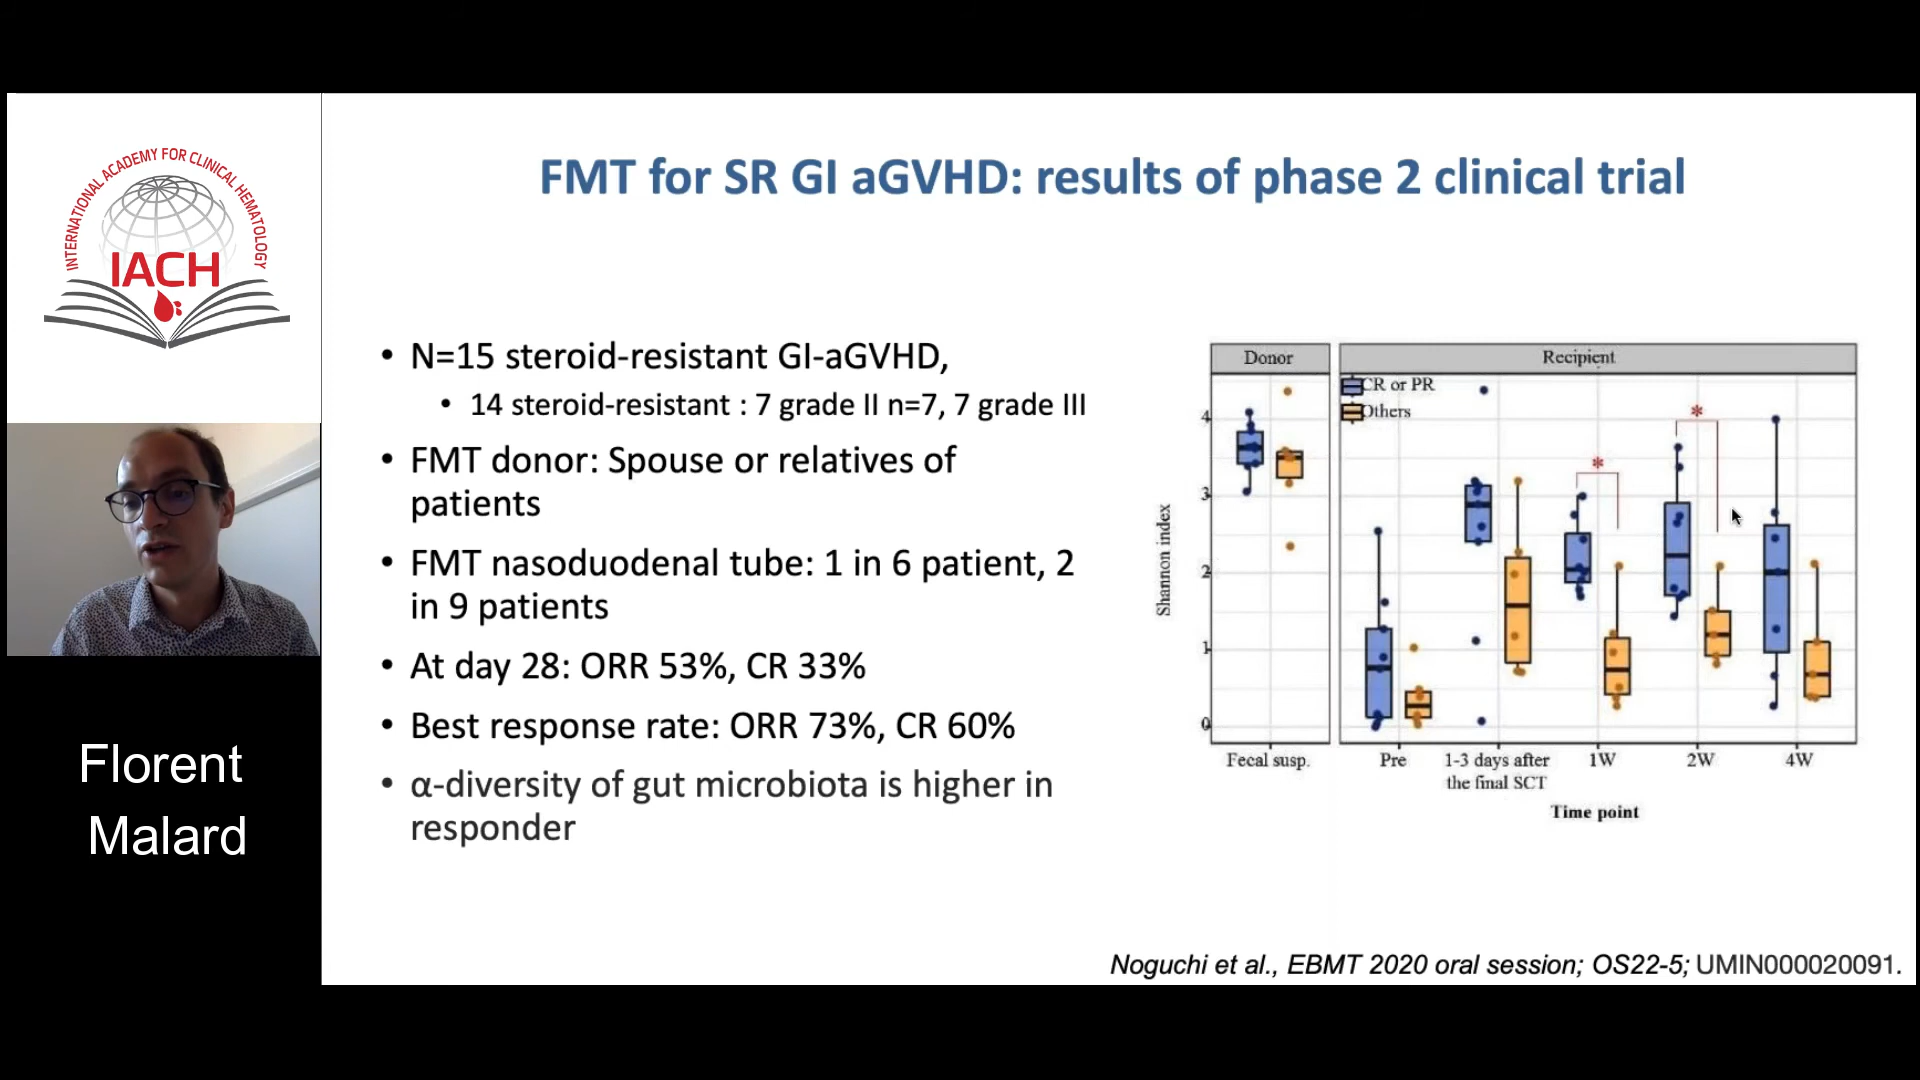 INTERNATIONAL ACADEMY FOR CLINICAL HEMATOLOGY
IACH
Florent
Malard
FMT for SR GI aGVHD: results of phase 2 clinical trial
• N=15 steroid-resistant GI-aGVHD,
• 14 steroid-resistant : 7 grade II n=7, 7 grade III
• FMT donor: Spouse or relatives of
patients
• FMT nasoduodenal tube: 1 in 6 patient, 2
in 9 patients
• At day 28: ORR 53%, CR 33%
• Best response rate: ORR 73%, CR 60%
• α-diversity of gut microbiota is higher in
responder
Donor
Recipient
CR or PR
Others
*
*
Shannon index
4
3
2
1
0
Fecal susp.
Pre
1-3 days after
the final SCT
1W
2W
4W
Time point
Noguchi et al., EBMT 2020 oral session; OS22-5; UMIN000020091.